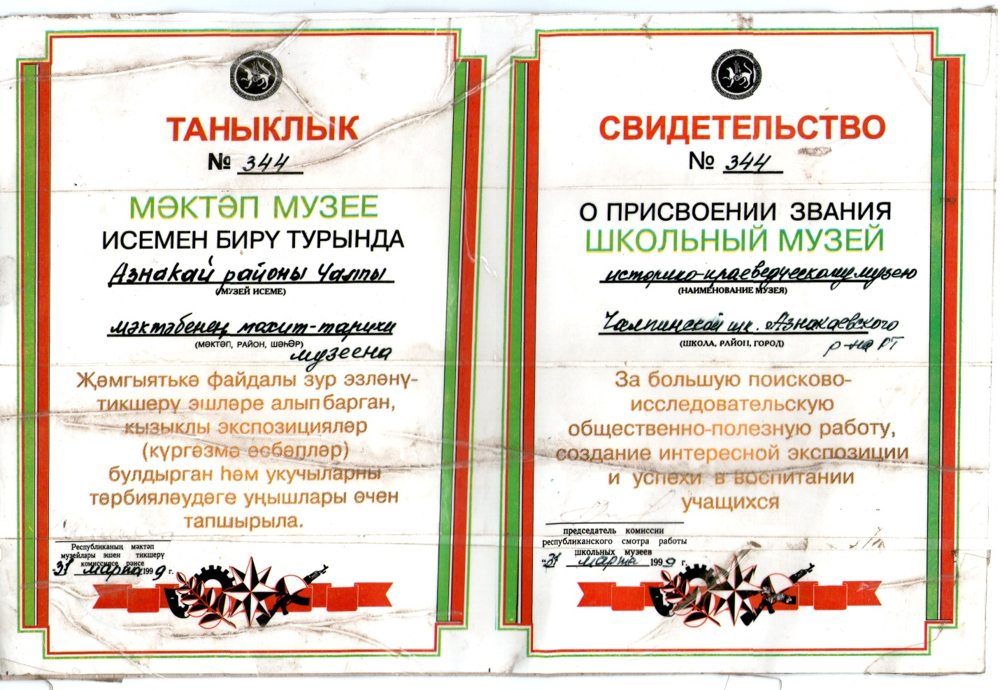 ТАНЫКЛЫК
№ 344
МӘКТӘП МУЗЕЕ
ИСЕМЕН БИРҮ ТУРЫНДА
Азнакай районы Чалпы
(МУЗЕЙ ИСЕМЕ)
мәктәбенең мохит-тарихи
(МӘКТӘП, РАЙОН, ШӘҺӘР)
музеена
Җәмгыятькә файдалы зур эзләнү-
тикшерү эшләре алып барган,
кызыклы экспозицияләр
(күргәзмә әсбәпләр)
булдырган һәм укучыларны
тәрбияләудәге уңышлары өчен
тапшырыла.
Республиканың мәктәп
музейлары эшен тикшерү
комиссиясе рәисе
"31 марта 1999 г.
СВИДЕТЕЛЬСТВО
№ 344
О ПРИСВОЕНИИ ЗВАНИЯ
ШКОЛЬНЫЙ МУЗЕЙ
историко-краеведческому музею
(НАИМЕНОВАНИЕ МУЗЕЯ)
Чалпинской шк. Азнакаевского
(ШКОЛА, РАЙОН, ГОРОД)
р-на РТ
За большую поисково-
исследовательскую
общественно-полезную работу,
создание интересной экспозиции
и успехи в воспитании
учащихся
председатель комиссии
республиканского смотра работы
школьных музеев
"31 марта 1999 г.